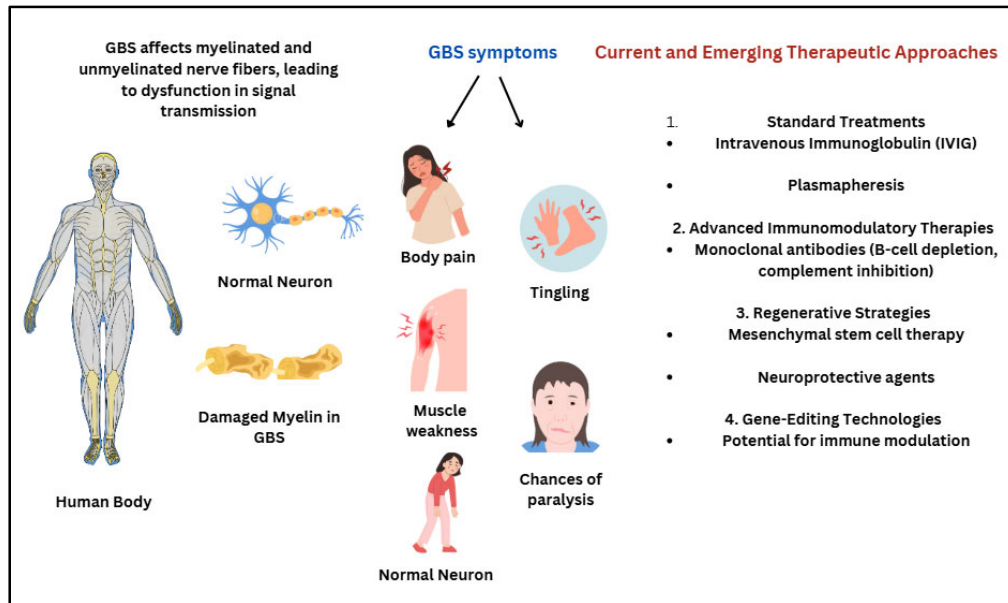 GBS affects myelinated and
unmyelinated nerve fibers, leading
to dysfunction in signal
transmission
Human Body
Normal Neuron
Damaged Myelin in
GBS
GBS symptoms
Body pain
Tingling
Muscle
weakness
Chances of
paralysis
Normal Neuron
Current and Emerging Therapeutic Approaches
1. Standard Treatments
• Intravenous Immunoglobulin (IVIG)
• Plasmapheresis
2. Advanced Immunomodulatory Therapies
• Monoclonal antibodies (B-cell depletion,
complement inhibition)
3. Regenerative Strategies
• Mesenchymal stem cell therapy
• Neuroprotective agents
4. Gene-Editing Technologies
• Potential for immune modulation